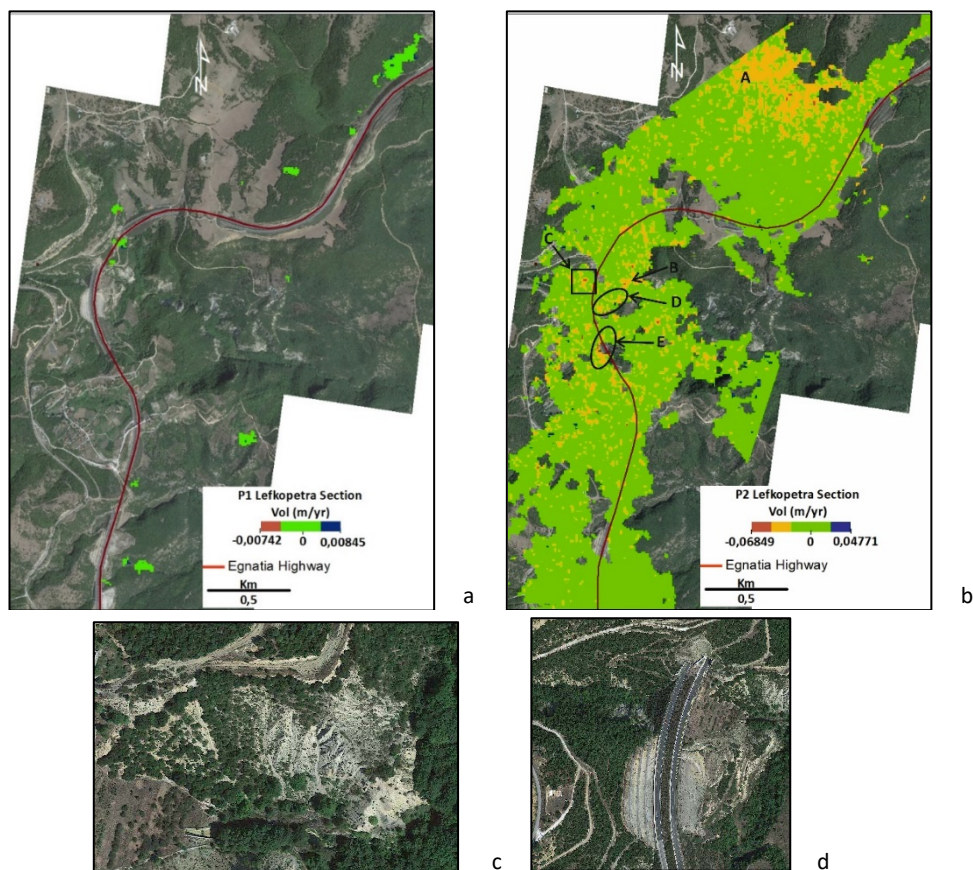 N
P1 Lefkopetra Section
Vol (m/yr)
-0,00742 0 0,00845
Egnatia Highway
Km
0,5
a
N
A
C
B
D
E
P2 Lefkopetra Section
Vol (m/yr)
-0,06849 0 0,04771
Egnatia Highway
Km
0,5
b
c
d